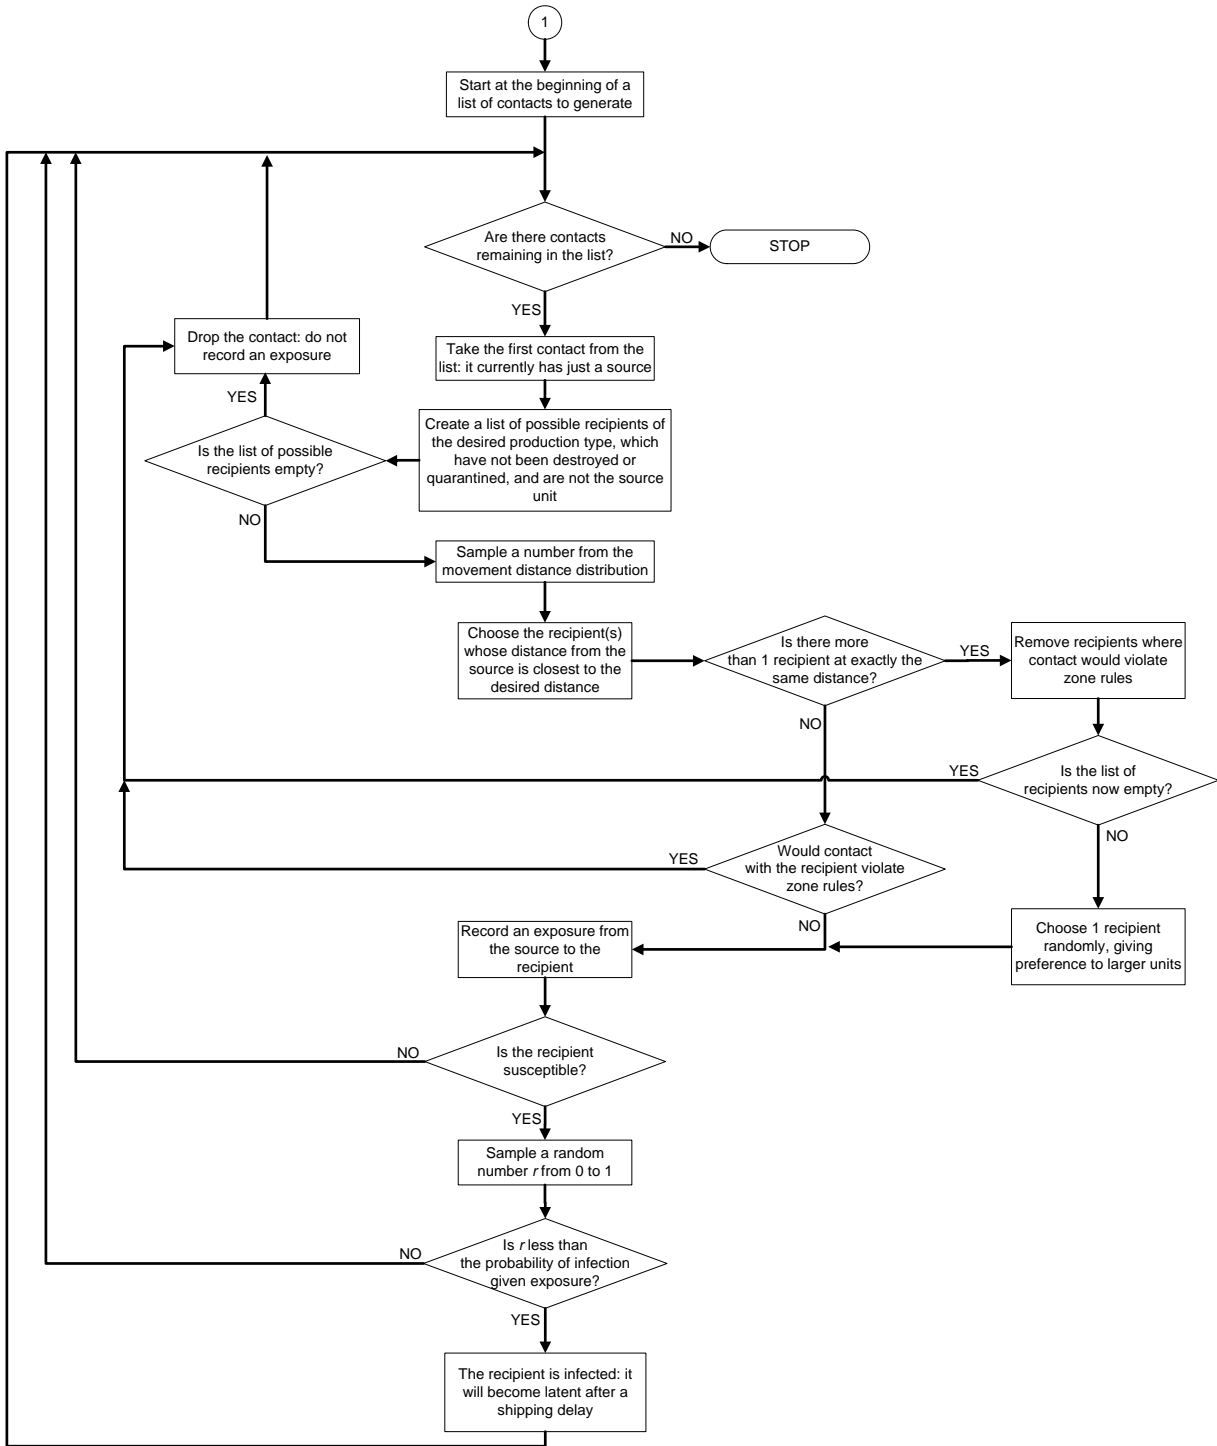 1
Start at the beginning of a
list of contacts to generate
Are there contacts
remaining in the list?
NO
STOP
YES
Drop the contact: do not
record an exposure
Take the first contact from the
list: it currently has just a source
YES
Create a list of possible recipients of
the desired production type, which
have not been destroyed or
quarantined, and are not the source
unit
Is the list of possible
recipients empty?
NO
Sample a number from the
movement distance distribution
Choose the recipient(s)
whose distance from the
source is closest to the
desired distance
Is there more
than 1 recipient at exactly the
same distance?
YES
Remove recipients where
contact would violate
zone rules
NO
YES
Is the list of
recipients now empty?
NO
YES
Would contact
with the recipient violate
zone rules?
NO
Record an exposure from
the source to the
recipient
Choose 1 recipient
randomly, giving
preference to larger units
NO
Is the recipient
susceptible?
YES
Sample a random
number r from 0 to 1
NO
Is r less than
the probability of infection
given exposure?
YES
The recipient is infected: it
will become latent after a
shipping delay